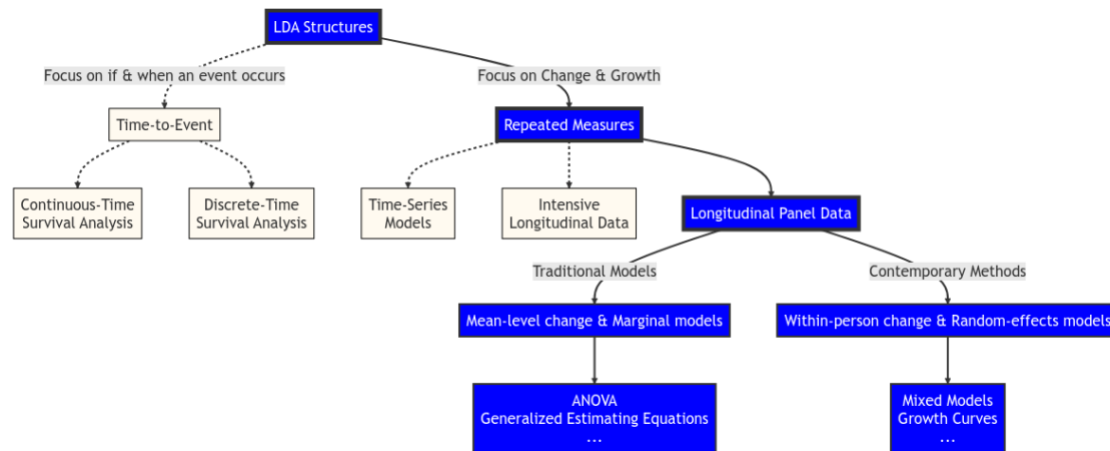 LDA Structures
Focus on if & when an event occurs
Focus on Change & Growth
Time-to-Event
Repeated Measures
Continuous-Time
Survival Analysis
Discrete-Time
Survival Analysis
Time-Series
Models
Intensive
Longitudinal Data
Longitudinal Panel Data
Traditional Models
Contemporary Methods
Mean-level change & Marginal models
Within-person change & Random-effects models
ANOVA
Generalized Estimating Equations
...
Mixed Models
Growth Curves
...